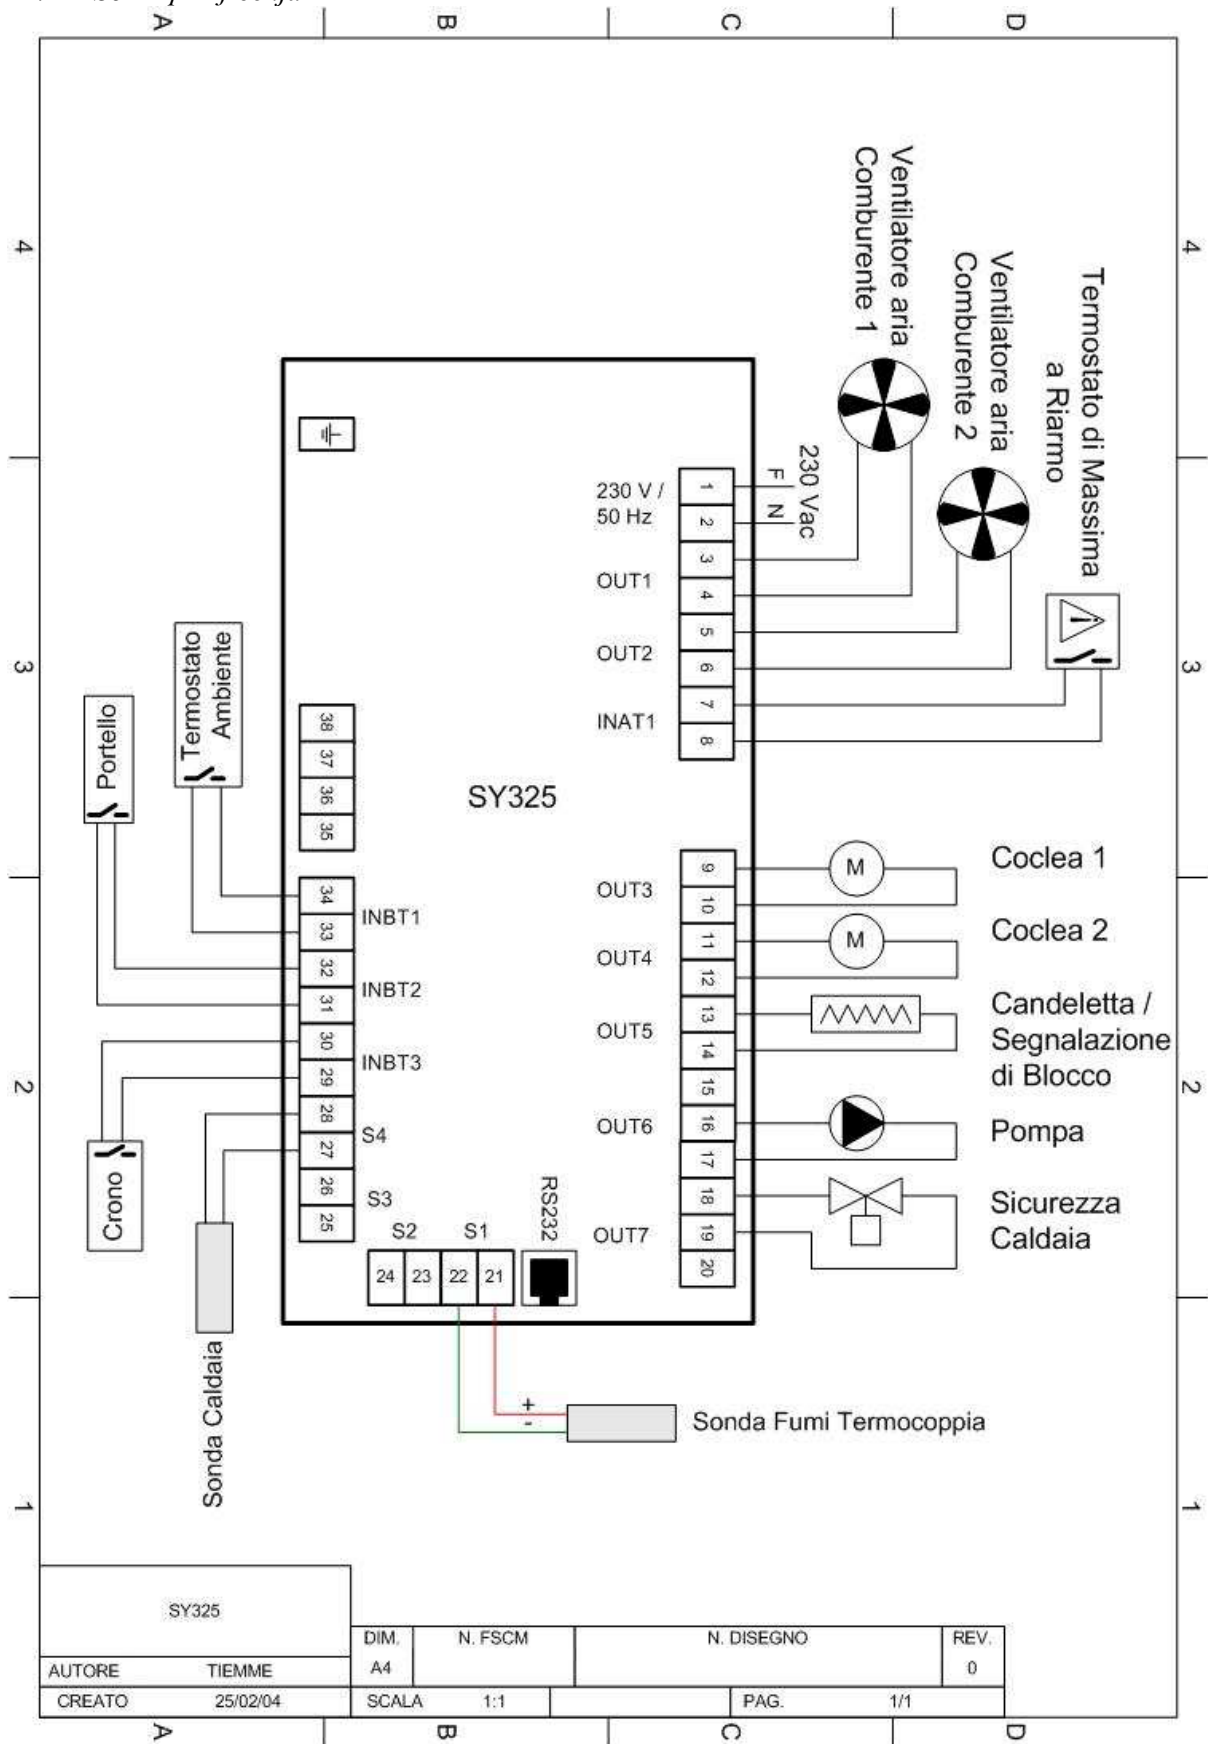 A B C D
4 4
Ventilatore aria
Comburente 1
Ventilatore aria
Comburente 2
Termostato di Massima
a Riarmo
230 Vac
F
N
230 V /
50 Hz
1
2
3
OUT1
4
5
OUT2
6
7
INAT1
8
3 3
Termostato
Ambiente
Portello
38
37
36
35
SY325
9
OUT3
10
M
Coclea 1
11
OUT4
12
M
Coclea 2
13
OUT5
14
15
Candeletta /
Segnalazione
di Blocco
16
OUT6
17
Pompa
18
OUT7
19
20
Sicurezza
Caldaia
34
INBT1
33
32
INBT2
31
30
INBT3
29
28
S4
27
26
S3
25
2 2
Crono
Sonda Caldaia
S2 S1
24 23 22 21
RS232
+
-
Sonda Fumi Termocoppia
1 1
SY325
DIM. N. FSCM N. DISEGNO REV.
AUTORE TIEMME A4 0
CREATO 25/02/04 SCALA 1:1 PAG. 1/1
A B C D